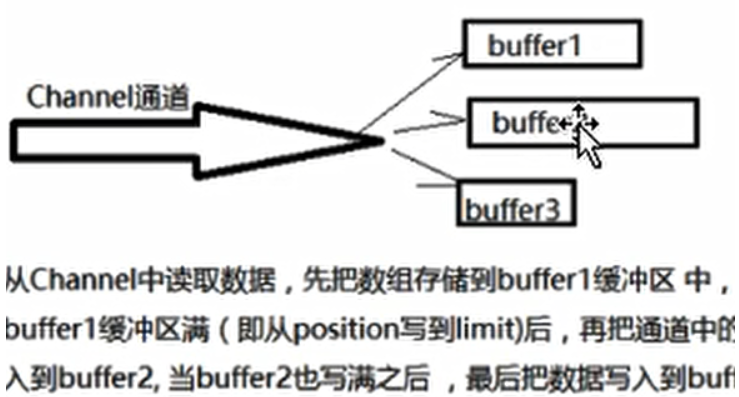 buffer1
Channel通道
buffe
buffer3
从Channel中读取数据，先把数组存储到buffer1缓冲区 中，
buffer1缓冲区满（即从position写到limit)后，再把通道中的
入到buffer2, 当buffer2也写满之后 ，最后把数据写入到buff